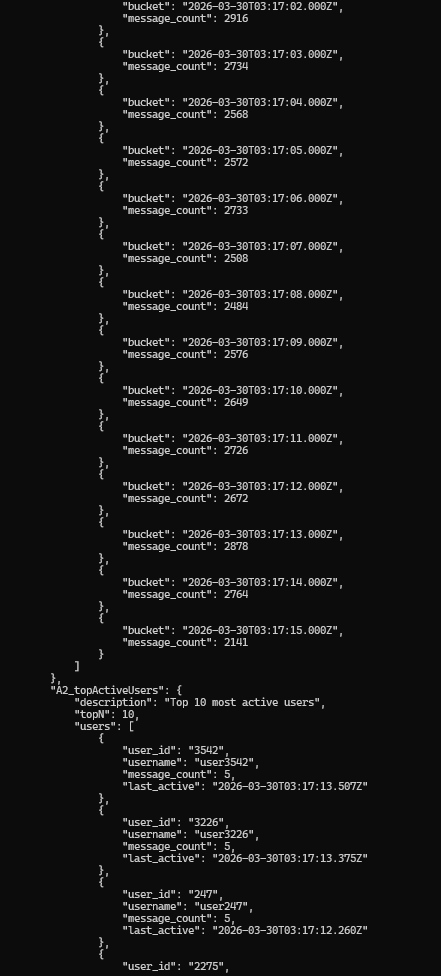 "bucket": "2026-03-30T03:17:02.000Z",
"message_count": 2916
},
{
"bucket": "2026-03-30T03:17:03.000Z",
"message_count": 2734
},
{
"bucket": "2026-03-30T03:17:04.000Z",
"message_count": 2568
},
{
"bucket": "2026-03-30T03:17:05.000Z",
"message_count": 2572
},
{
"bucket": "2026-03-30T03:17:06.000Z",
"message_count": 2733
},
{
"bucket": "2026-03-30T03:17:07.000Z",
"message_count": 2508
},
{
"bucket": "2026-03-30T03:17:08.000Z",
"message_count": 2484
},
{
"bucket": "2026-03-30T03:17:09.000Z",
"message_count": 2576
},
{
"bucket": "2026-03-30T03:17:10.000Z",
"message_count": 2649
},
{
"bucket": "2026-03-30T03:17:11.000Z",
"message_count": 2726
},
{
"bucket": "2026-03-30T03:17:12.000Z",
"message_count": 2672
},
{
"bucket": "2026-03-30T03:17:13.000Z",
"message_count": 2878
},
{
"bucket": "2026-03-30T03:17:14.000Z",
"message_count": 2764
},
{
"bucket": "2026-03-30T03:17:15.000Z",
"message_count": 2141
}
]
},
"A2_topActiveUsers": {
"description": "Top 10 most active users",
"topN": 10,
"users": [
{
"user_id": "3542",
"username": "user3542",
"message_count": 5,
"last_active": "2026-03-30T03:17:13.507Z"
},
{
"user_id": "3226",
"username": "user3226",
"message_count": 5,
"last_active": "2026-03-30T03:17:13.375Z"
},
{
"user_id": "247",
"username": "user247",
"message_count": 5,
"last_active": "2026-03-30T03:17:12.260Z"
},
{
"user_id": "2275",